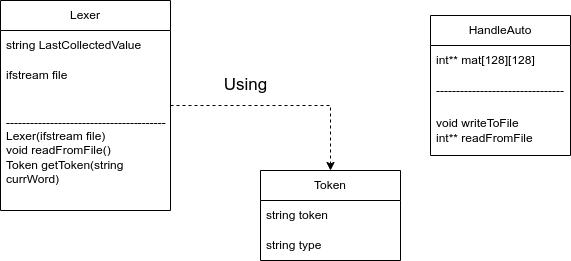 Lexer
string LastCollectedValue
ifstream file
----------------------------------------
Lexer(ifstream file)
void readFromFile()
Token getToken(string
currWord)
Using
Token
string token
string type
HandleAuto
int** mat[128][128]
--------------------------------
void writeToFile
int** readFromFile